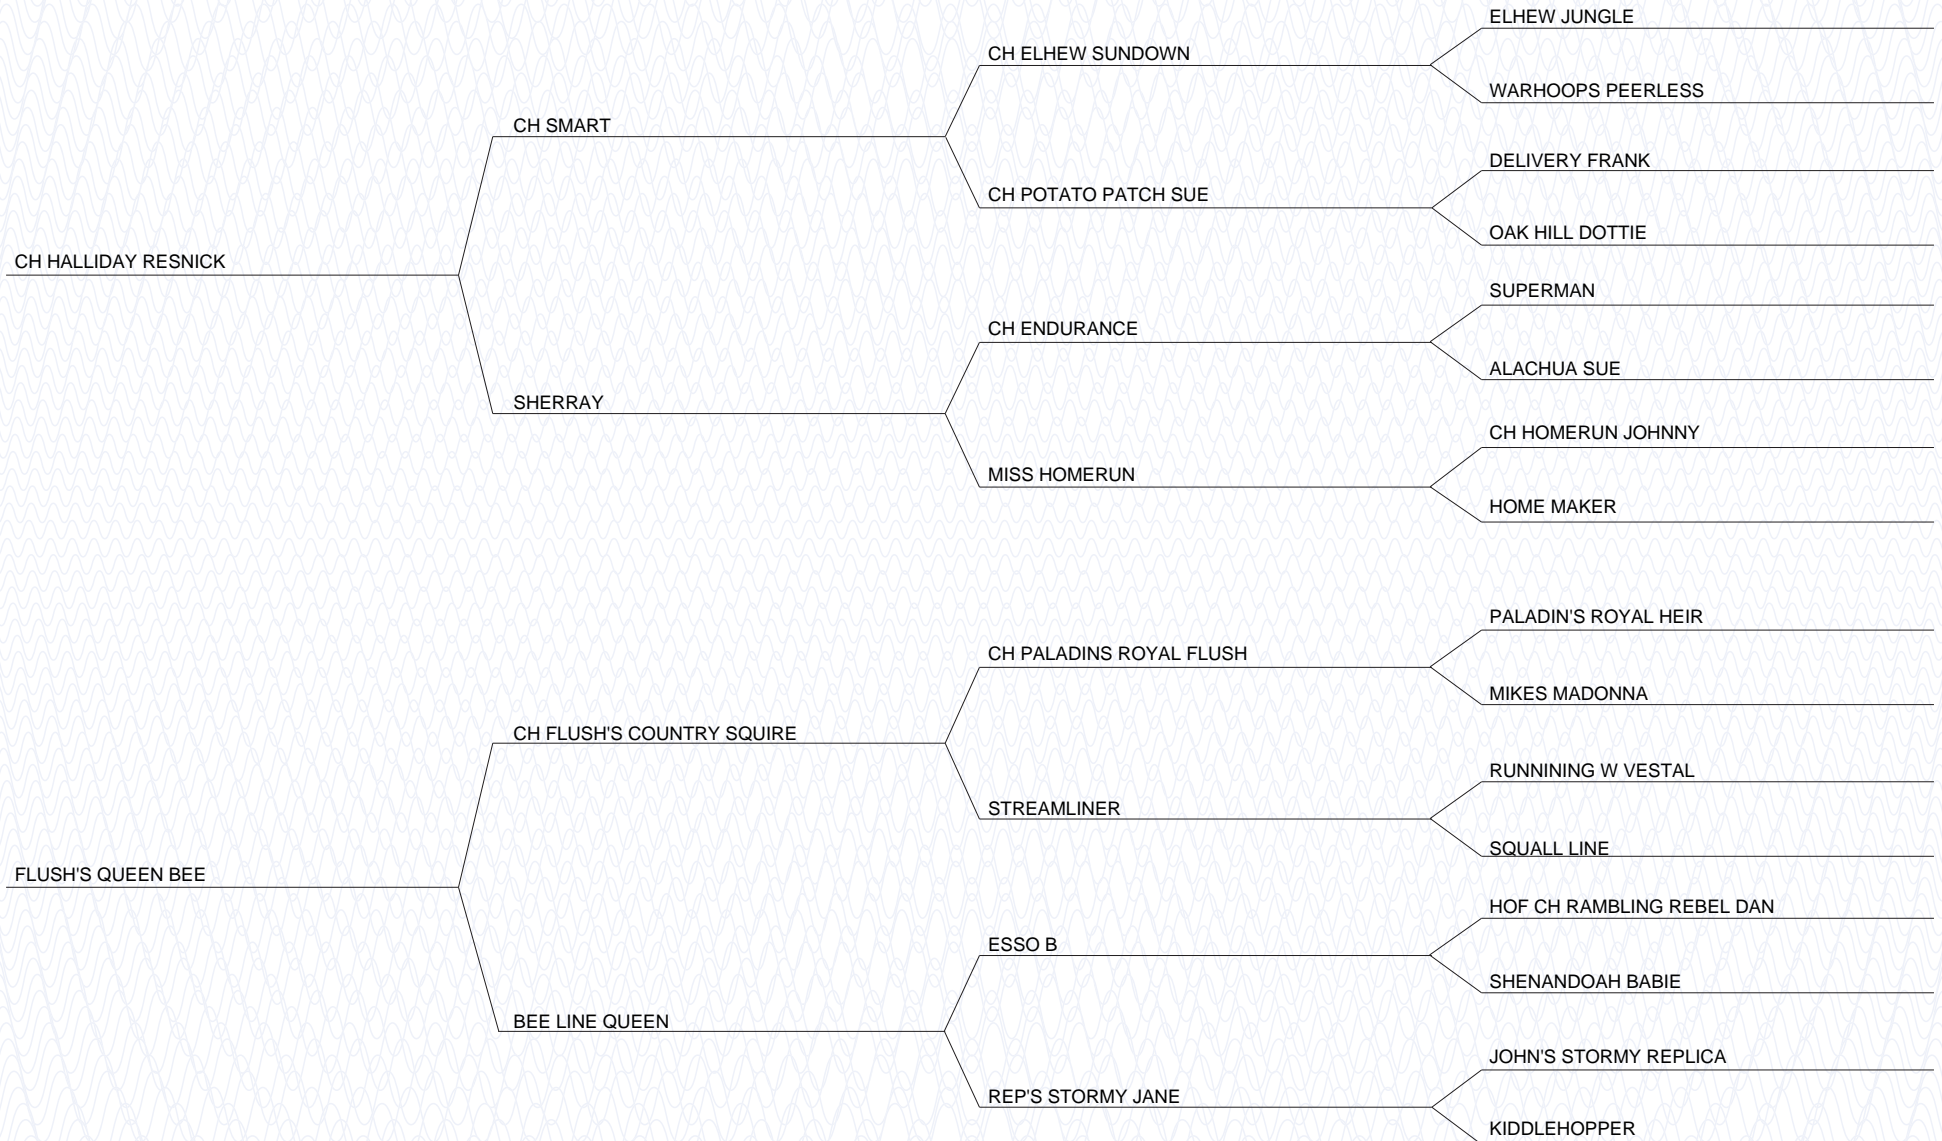 ELHEW JUNGLE
CH ELHEW SUNDOWN
WARHOOPS PEERLESS
CH SMART
DELIVERY FRANK
CH POTATO PATCH SUE
OAK HILL DOTTIE
CH HALLIDAY RESNICK
SUPERMAN
CH ENDURANCE
ALACHUA SUE
SHERRAY
CH HOMERUN JOHNNY
MISS HOMERUN
HOME MAKER
PALADIN'S ROYAL HEIR
CH PALADINS ROYAL FLUSH
MIKES MADONNA
CH FLUSH'S COUNTRY SQUIRE
RUNNINING W VESTAL
STREAMLINER
SQUALL LINE
FLUSH'S QUEEN BEE
HOF CH RAMBLING REBEL DAN
ESSO B
SHENANDOAH BABIE
BEE LINE QUEEN
JOHN'S STORMY REPLICA
REP'S STORMY JANE
KIDDLEHOPPER